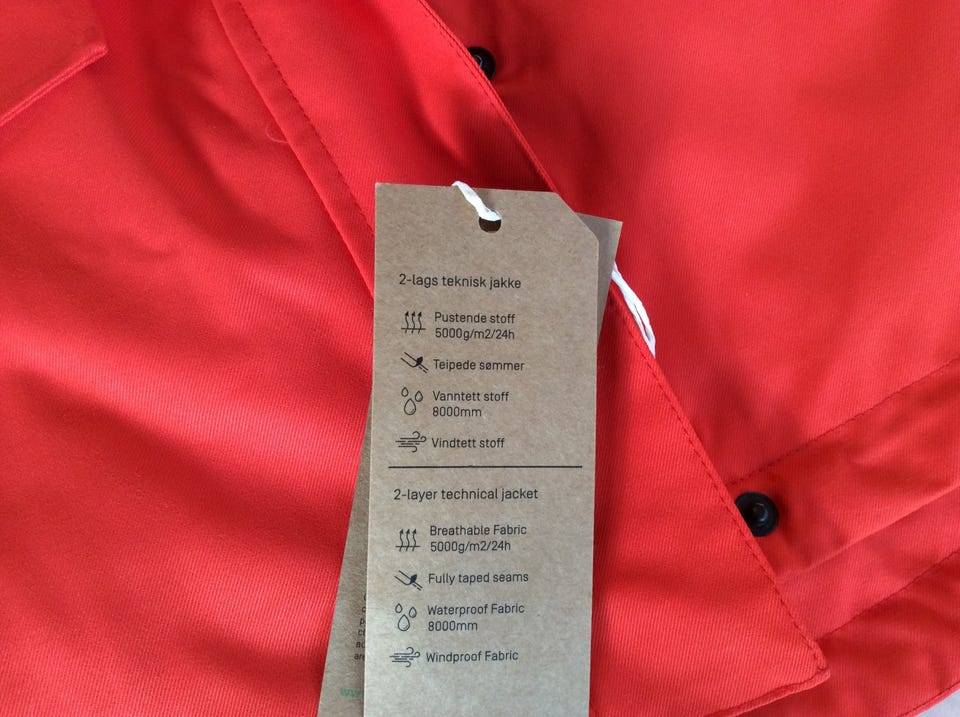 2-lags teknisk jakke
Pustende stoff
5000g/m2/24h
Teipede sømmer
Vanntett stoff
8000mm
Vindtett stoff
2-layer technical jacket
Breathable Fabric
5000g/m2/24h
Fully taped seams
Waterproof Fabric
8000mm
Windproof Fabric